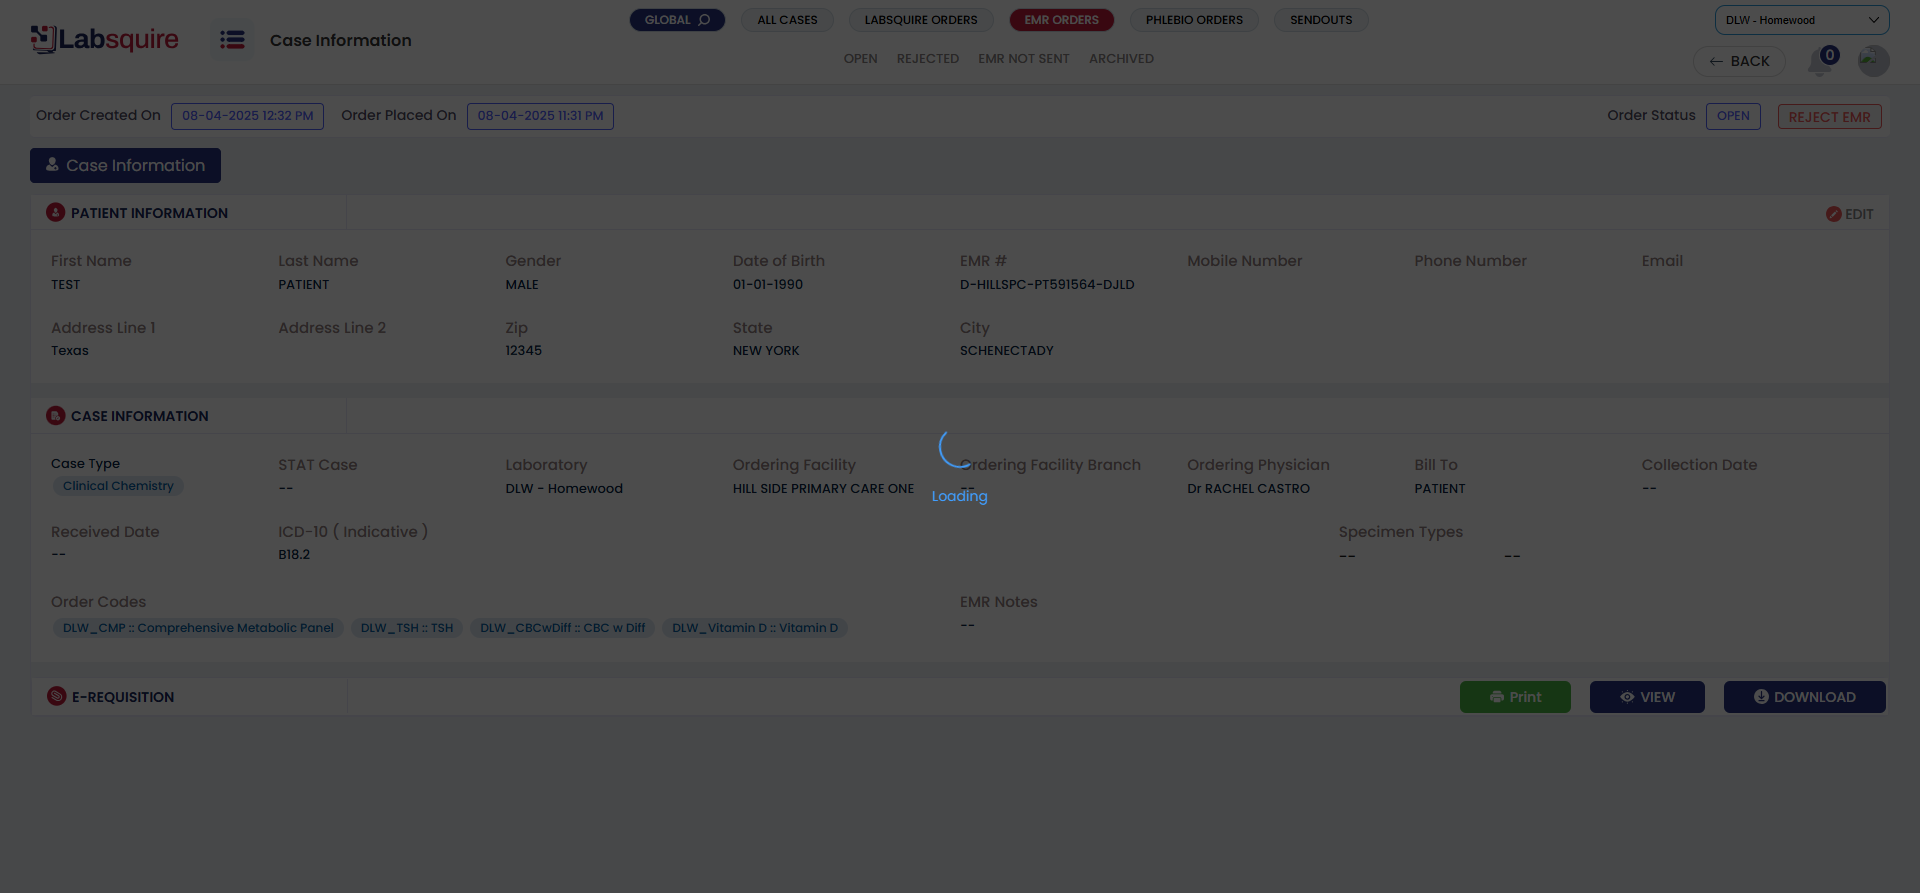 Labsquire
Case Information
GLOBAL
ALL CASES
LABSQUIRE ORDERS
EMR ORDERS
PHLEBIO ORDERS
SENDOUTS
DLW - Homewood
OPEN
REJECTED
EMR NOT SENT
ARCHIVED
BACK
0
Order Created On 08-04-2025 12:32 PM Order Placed On 08-04-2025 11:31 PM
Order Status OPEN REJECT EMR
Case Information
PATIENT INFORMATION
EDIT
First Name Last Name Gender Date of Birth EMR # Mobile Number Phone Number Email
TEST PATIENT MALE 01-01-1990 D-HILLSPC-PT591564-DJLD
Address Line 1 Address Line 2 Zip State City
Texas 12345 NEW YORK SCHENECTADY
CASE INFORMATION
Case Type STAT Case Laboratory Ordering Facility Ordering Facility Branch Ordering Physician Bill To Collection Date
Clinical Chemistry -- DLW - Homewood HILL SIDE PRIMARY CARE ONE -- Dr RACHEL CASTRO PATIENT --
Loading
Received Date ICD-10 ( Indicative ) Specimen Types
-- B18.2 -- --
Order Codes EMR Notes
DLW_CMP :: Comprehensive Metabolic Panel DLW_TSH :: TSH DLW_CBCwDiff :: CBC w Diff DLW_Vitamin D :: Vitamin D --
E-REQUISITION
Print
VIEW
DOWNLOAD